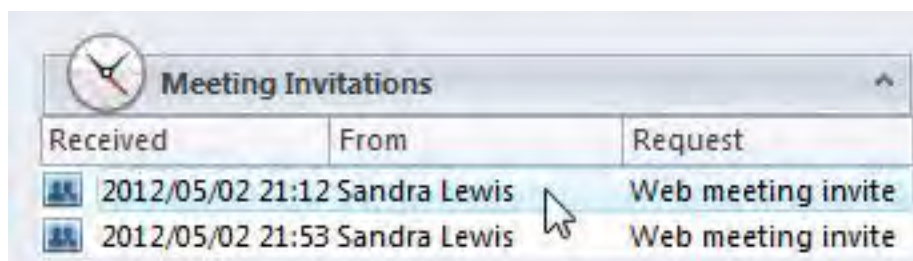 Meeting Invitations
Received From Request
2012/05/02 21:12 Sandra Lewis Web meeting invite
2012/05/02 21:53 Sandra Lewis Web meeting invite